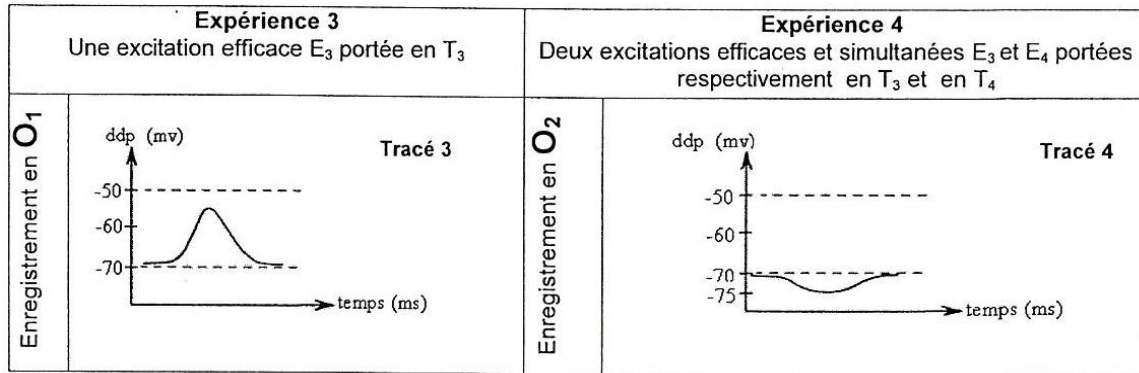 Expérience 3
Une excitation efficace E₃ portée en T₃
Expérience 4
Deux excitations efficaces et simultanées E₃ et E₄ portées
respectivement en T₃ et en T₄
Enregistrement en O₁
ddp (mv)
Tracé 3
-50
-60
-70
temps (ms)
Enregistrement en O₂
ddp (mv)
Tracé 4
-50
-60
-70
-75
temps (ms)